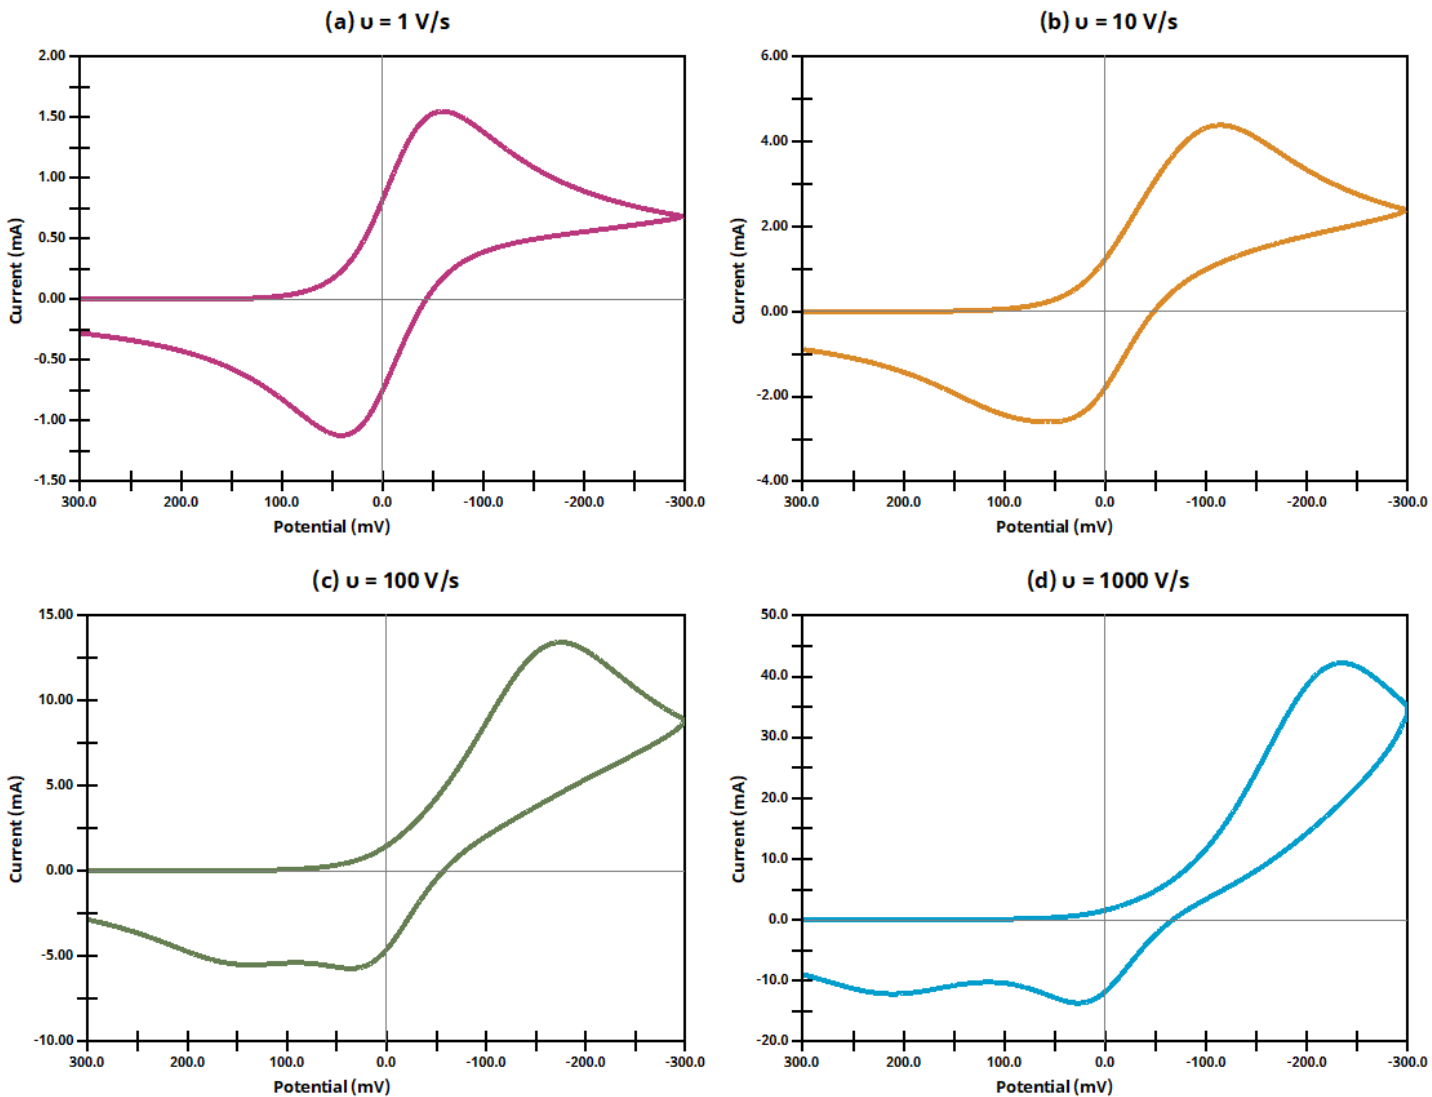 (a) υ = 1 V/s
2.00
1.50
1.00
0.50
0.00
-0.50
-1.00
-1.50
Current (mA)
300.0 200.0 100.0 0.0 -100.0 -200.0 -300.0
Potential (mV)
(b) υ = 10 V/s
6.00
4.00
2.00
0.00
-2.00
-4.00
Current (mA)
300.0 200.0 100.0 0.0 -100.0 -200.0 -300.0
Potential (mV)
(c) υ = 100 V/s
15.00
10.00
5.00
0.00
-5.00
-10.00
Current (mA)
300.0 200.0 100.0 0.0 -100.0 -200.0 -300.0
Potential (mV)
(d) υ = 1000 V/s
50.0
40.0
30.0
20.0
10.0
0.0
-10.0
-20.0
Current (mA)
300.0 200.0 100.0 0.0 -100.0 -200.0 -300.0
Potential (mV)